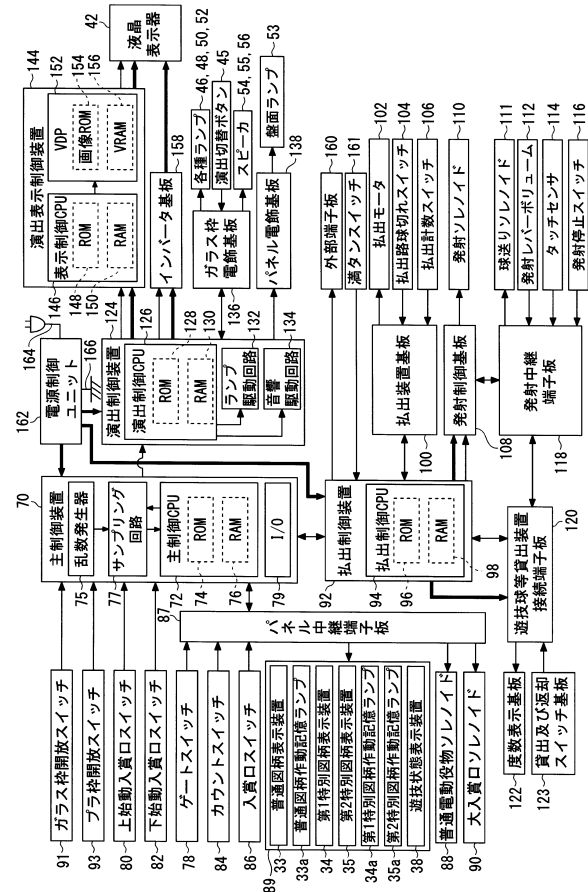 70
主制御装置
75
乱数発生器
77
サンプリング
回路
72
主制御CPU
74
ROM
76
RAM
79
I/O
91
ガラス枠開放スイッチ
93
プラ枠開放スイッチ
80
上始動入賞口スイッチ
82
下始動入賞口スイッチ
78
ゲートスイッチ
84
カウントスイッチ
86
入賞口スイッチ
87
パネル中継端子板
89
33
普通図柄表示装置
33a
普通図柄作動記憶ランプ
34
第1特別図柄表示装置
35
第2特別図柄表示装置
34a
第1特別図柄作動記憶ランプ
35a
第2特別図柄作動記憶ランプ
38
遊技状態表示装置
88
普通電動役物ソレノイド
90
大入賞口ソレノイド
162
電源制御
ユニット
164
166
124
演出制御装置
126
演出制御CPU
128
ROM
130
RAM
132
ランプ
駆動回路
134
音響
駆動回路
144
演出表示制御装置
146
表示制御CPU
148
ROM
150
RAM
152
VDP
154
画像ROM
156
VRAM
42
液晶
表示器
158
インバータ基板
136
ガラス枠
電飾基板
46, 48, 50, 52
各種ランプ
45
演出切替ボタン
54, 55, 56
スピーカ
138
パネル電飾基板
53
盤面ランプ
92
払出制御装置
94
払出制御CPU
96
ROM
98
RAM
160
外部端子板
161
満タンスイッチ
100
払出装置基板
102
払出モータ
104
払出路球切れスイッチ
106
払出計数スイッチ
108
発射制御基板
110
発射ソレノイド
118
発射中継
端子板
111
球送りソレノイド
112
発射レバーボリューム
114
タッチセンサ
116
発射停止スイッチ
120
遊技球等貸出装置
接続端子板
122
度数表示基板
123
貸出及び返却
スイッチ基板